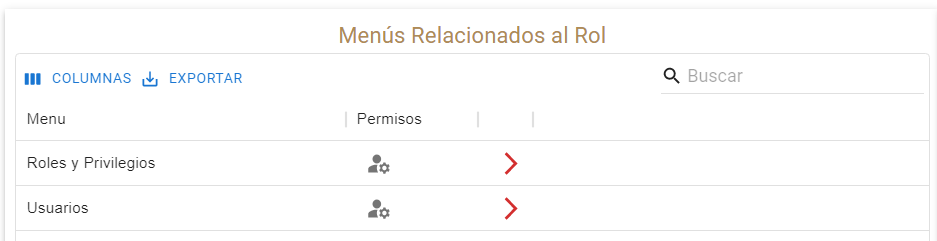 Menús Relacionados al Rol
COLUMNAS EXPORTAR Buscar
Menu Permisos
Roles y Privilegios
Usuarios